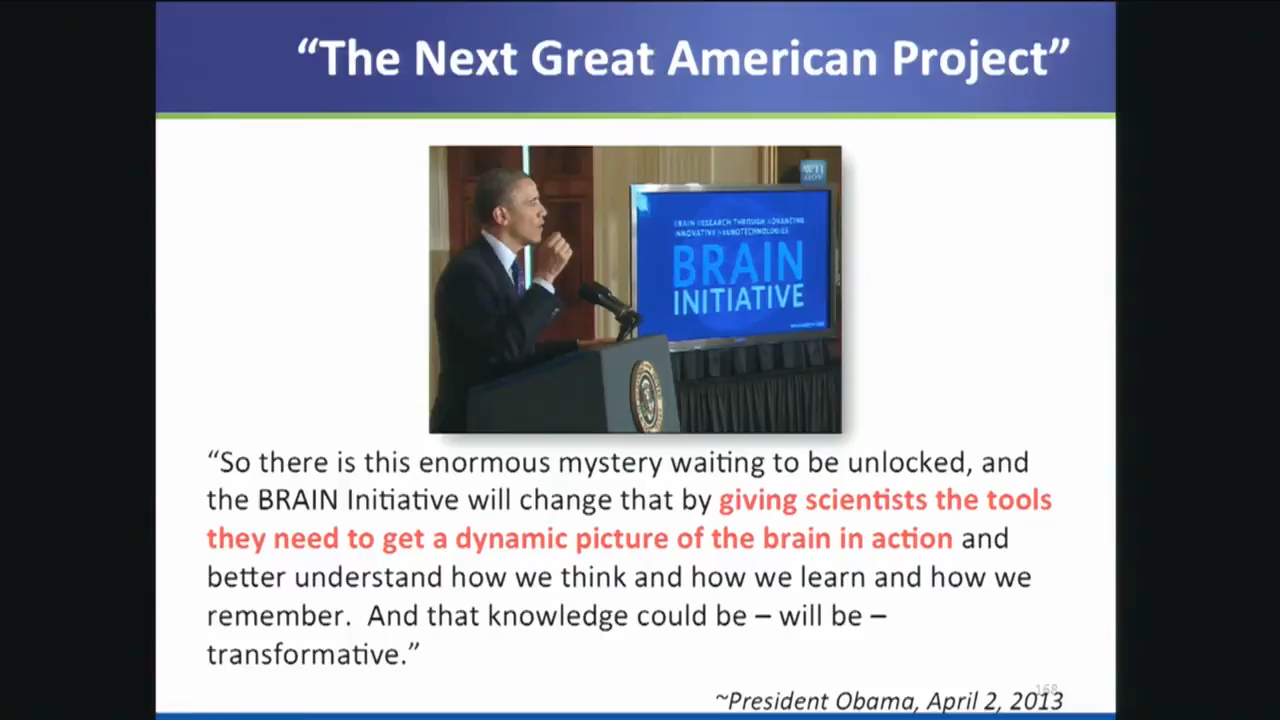 “The Next Great American Project”
WH
.GOV
BRAIN RESEARCH THROUGH ADVANCING
INNOVATIVE NEUROTECHNOLOGIES
BRAIN
INITIATIVE
“So there is this enormous mystery waiting to be unlocked, and
the BRAIN Initiative will change that by giving scientists the tools
they need to get a dynamic picture of the brain in action and
better understand how we think and how we learn and how we
remember. And that knowledge could be – will be –
transformative.”
168
~President Obama, April 2, 2013